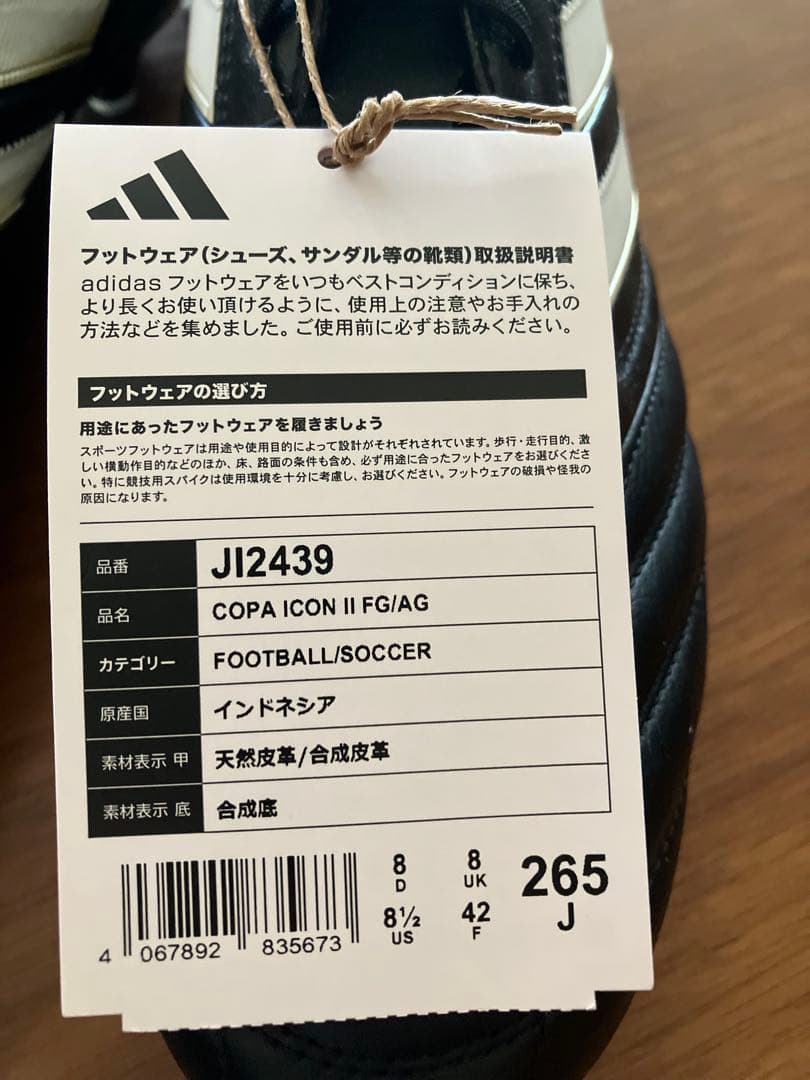 フットウェア(シューズ、サンダル等の靴類)取扱説明書
adidas フットウェアをいつもベストコンディションに保ち、
より長くお使い頂けるように、使用上の注意やお手入れの
方法などを集めました。ご使用前に必ずお読みください。
フットウェアの選び方
用途にあったフットウェアを履きましょう
スポーツフットウェアは用途や使用目的によって設計がそれぞれされています。歩行・走行目的、激
しい横動作目的などのほか、床、路面の条件も含め、必ず用途に合ったフットウェアをお選びくださ
い。特に競技用スパイクは使用環境を十分に考慮し、お選びください。フットウェアの破損や怪我の
原因になります。
品番 JI2439
品名 COPA ICON II FG/AG
カテゴリー FOOTBALL/SOCCER
原産国 インドネシア
素材表示 甲 天然皮革/合成皮革
素材表示 底 合成底
8 8 265
D UK J
8½ 42
US F
4 067892 835673